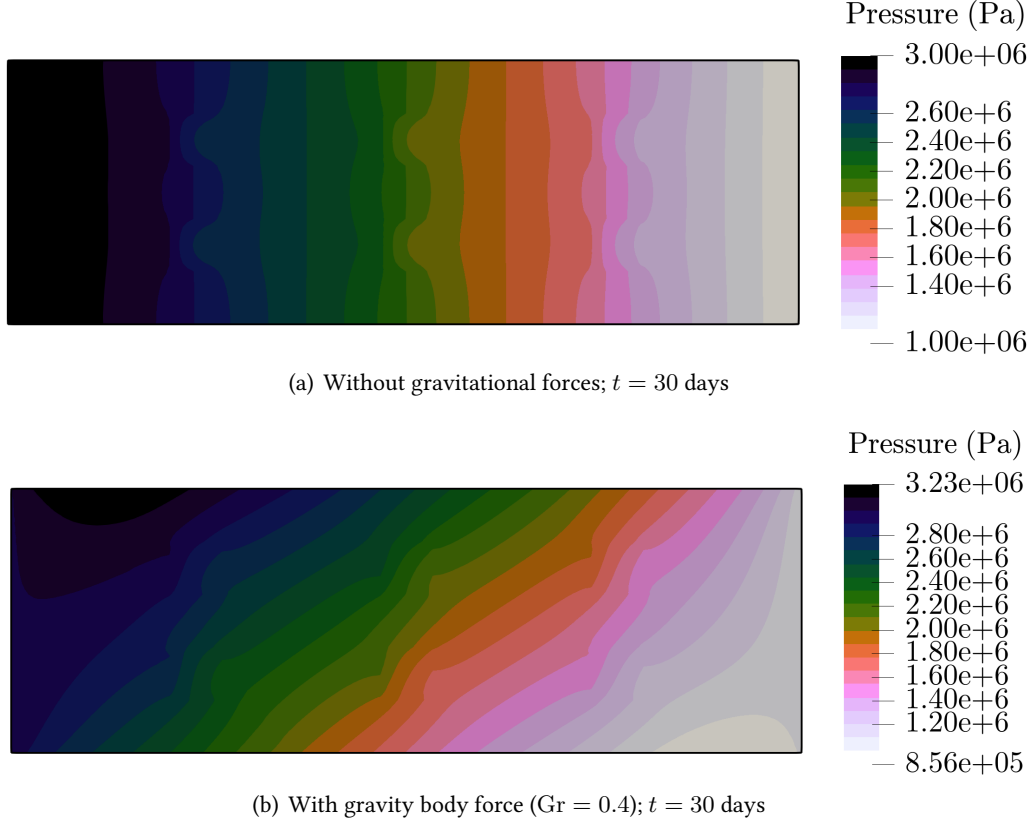 Pressure (Pa)
3.00e+06
2.60e+6
2.40e+6
2.20e+6
2.00e+6
1.80e+6
1.60e+6
1.40e+6
1.00e+06
(a) Without gravitational forces; t = 30 days
Pressure (Pa)
3.23e+06
2.80e+6
2.60e+6
2.40e+6
2.20e+6
2.00e+6
1.80e+6
1.60e+6
1.40e+6
1.20e+6
8.56e+05
(b) With gravity body force (Gr = 0.4); t = 30 days